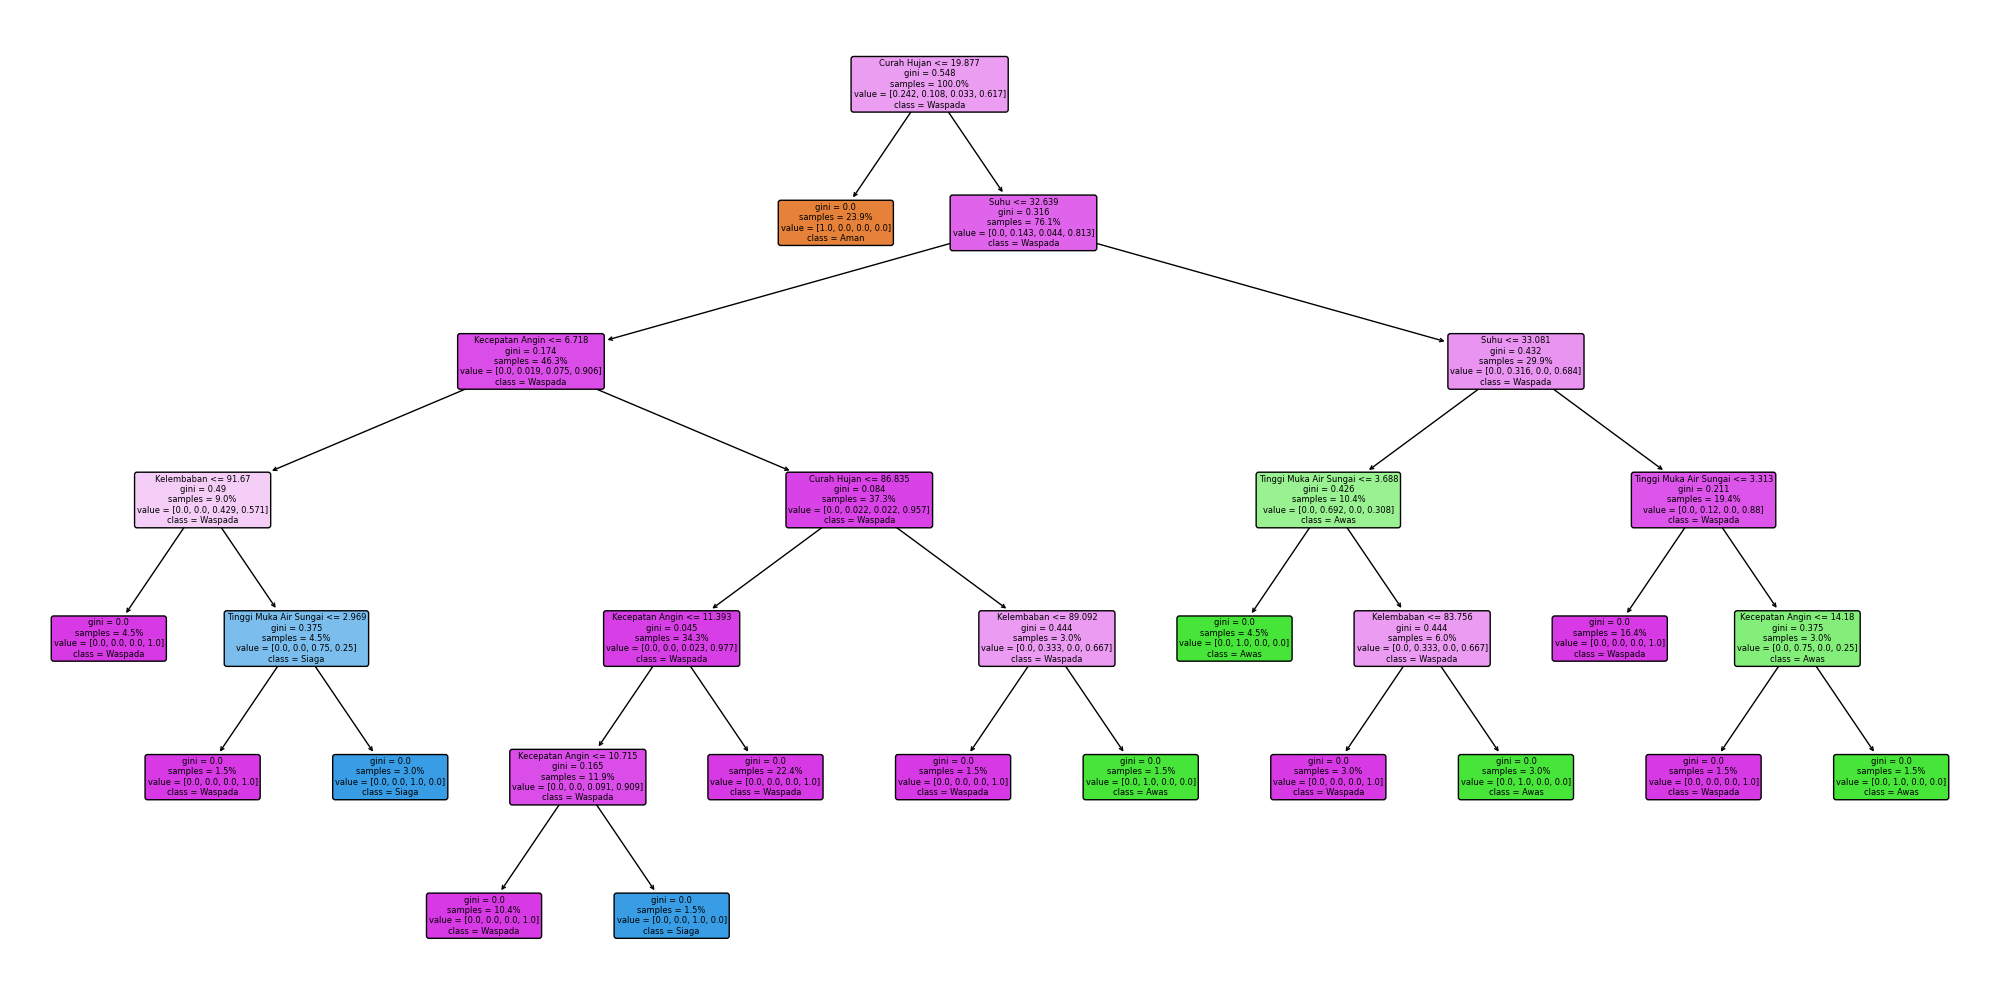 Curah Hujan <= 19.877
gini = 0.548
samples = 100.0%
value = [0.242, 0.108, 0.033, 0.617]
class = Waspada
gini = 0.0
samples = 23.9%
value = [1.0, 0.0, 0.0, 0.0]
class = Aman
Suhu <= 32.639
gini = 0.316
samples = 76.1%
value = [0.0, 0.143, 0.044, 0.813]
class = Waspada
Kecepatan Angin <= 6.718
gini = 0.174
samples = 46.3%
value = [0.0, 0.019, 0.075, 0.906]
class = Waspada
Suhu <= 33.081
gini = 0.432
samples = 29.9%
value = [0.0, 0.316, 0.0, 0.684]
class = Waspada
Kelembaban <= 91.67
gini = 0.49
samples = 9.0%
value = [0.0, 0.0, 0.429, 0.571]
class = Waspada
Curah Hujan <= 86.835
gini = 0.084
samples = 37.3%
value = [0.0, 0.022, 0.022, 0.957]
class = Waspada
Tinggi Muka Air Sungai <= 3.688
gini = 0.426
samples = 10.4%
value = [0.0, 0.692, 0.0, 0.308]
class = Awas
Tinggi Muka Air Sungai <= 3.313
gini = 0.211
samples = 19.4%
value = [0.0, 0.12, 0.0, 0.88]
class = Waspada
gini = 0.0
samples = 4.5%
value = [0.0, 0.0, 0.0, 1.0]
class = Waspada
Tinggi Muka Air Sungai <= 2.969
gini = 0.375
samples = 4.5%
value = [0.0, 0.0, 0.75, 0.25]
class = Siaga
Kecepatan Angin <= 11.393
gini = 0.045
samples = 34.3%
value = [0.0, 0.0, 0.023, 0.977]
class = Waspada
Kelembaban <= 89.092
gini = 0.444
samples = 3.0%
value = [0.0, 0.333, 0.0, 0.667]
class = Waspada
gini = 0.0
samples = 4.5%
value = [0.0, 1.0, 0.0, 0.0]
class = Awas
Kelembaban <= 83.756
gini = 0.444
samples = 6.0%
value = [0.0, 0.333, 0.0, 0.667]
class = Waspada
gini = 0.0
samples = 16.4%
value = [0.0, 0.0, 0.0, 1.0]
class = Waspada
Kecepatan Angin <= 14.18
gini = 0.375
samples = 3.0%
value = [0.0, 0.75, 0.0, 0.25]
class = Awas
gini = 0.0
samples = 1.5%
value = [0.0, 0.0, 0.0, 1.0]
class = Waspada
gini = 0.0
samples = 3.0%
value = [0.0, 0.0, 1.0, 0.0]
class = Siaga
Kecepatan Angin <= 10.715
gini = 0.165
samples = 11.9%
value = [0.0, 0.0, 0.091, 0.909]
class = Waspada
gini = 0.0
samples = 22.4%
value = [0.0, 0.0, 0.0, 1.0]
class = Waspada
gini = 0.0
samples = 1.5%
value = [0.0, 0.0, 0.0, 1.0]
class = Waspada
gini = 0.0
samples = 1.5%
value = [0.0, 1.0, 0.0, 0.0]
class = Awas
gini = 0.0
samples = 3.0%
value = [0.0, 0.0, 0.0, 1.0]
class = Waspada
gini = 0.0
samples = 3.0%
value = [0.0, 1.0, 0.0, 0.0]
class = Awas
gini = 0.0
samples = 1.5%
value = [0.0, 0.0, 0.0, 1.0]
class = Waspada
gini = 0.0
samples = 1.5%
value = [0.0, 1.0, 0.0, 0.0]
class = Awas
gini = 0.0
samples = 10.4%
value = [0.0, 0.0, 0.0, 1.0]
class = Waspada
gini = 0.0
samples = 1.5%
value = [0.0, 0.0, 1.0, 0.0]
class = Siaga